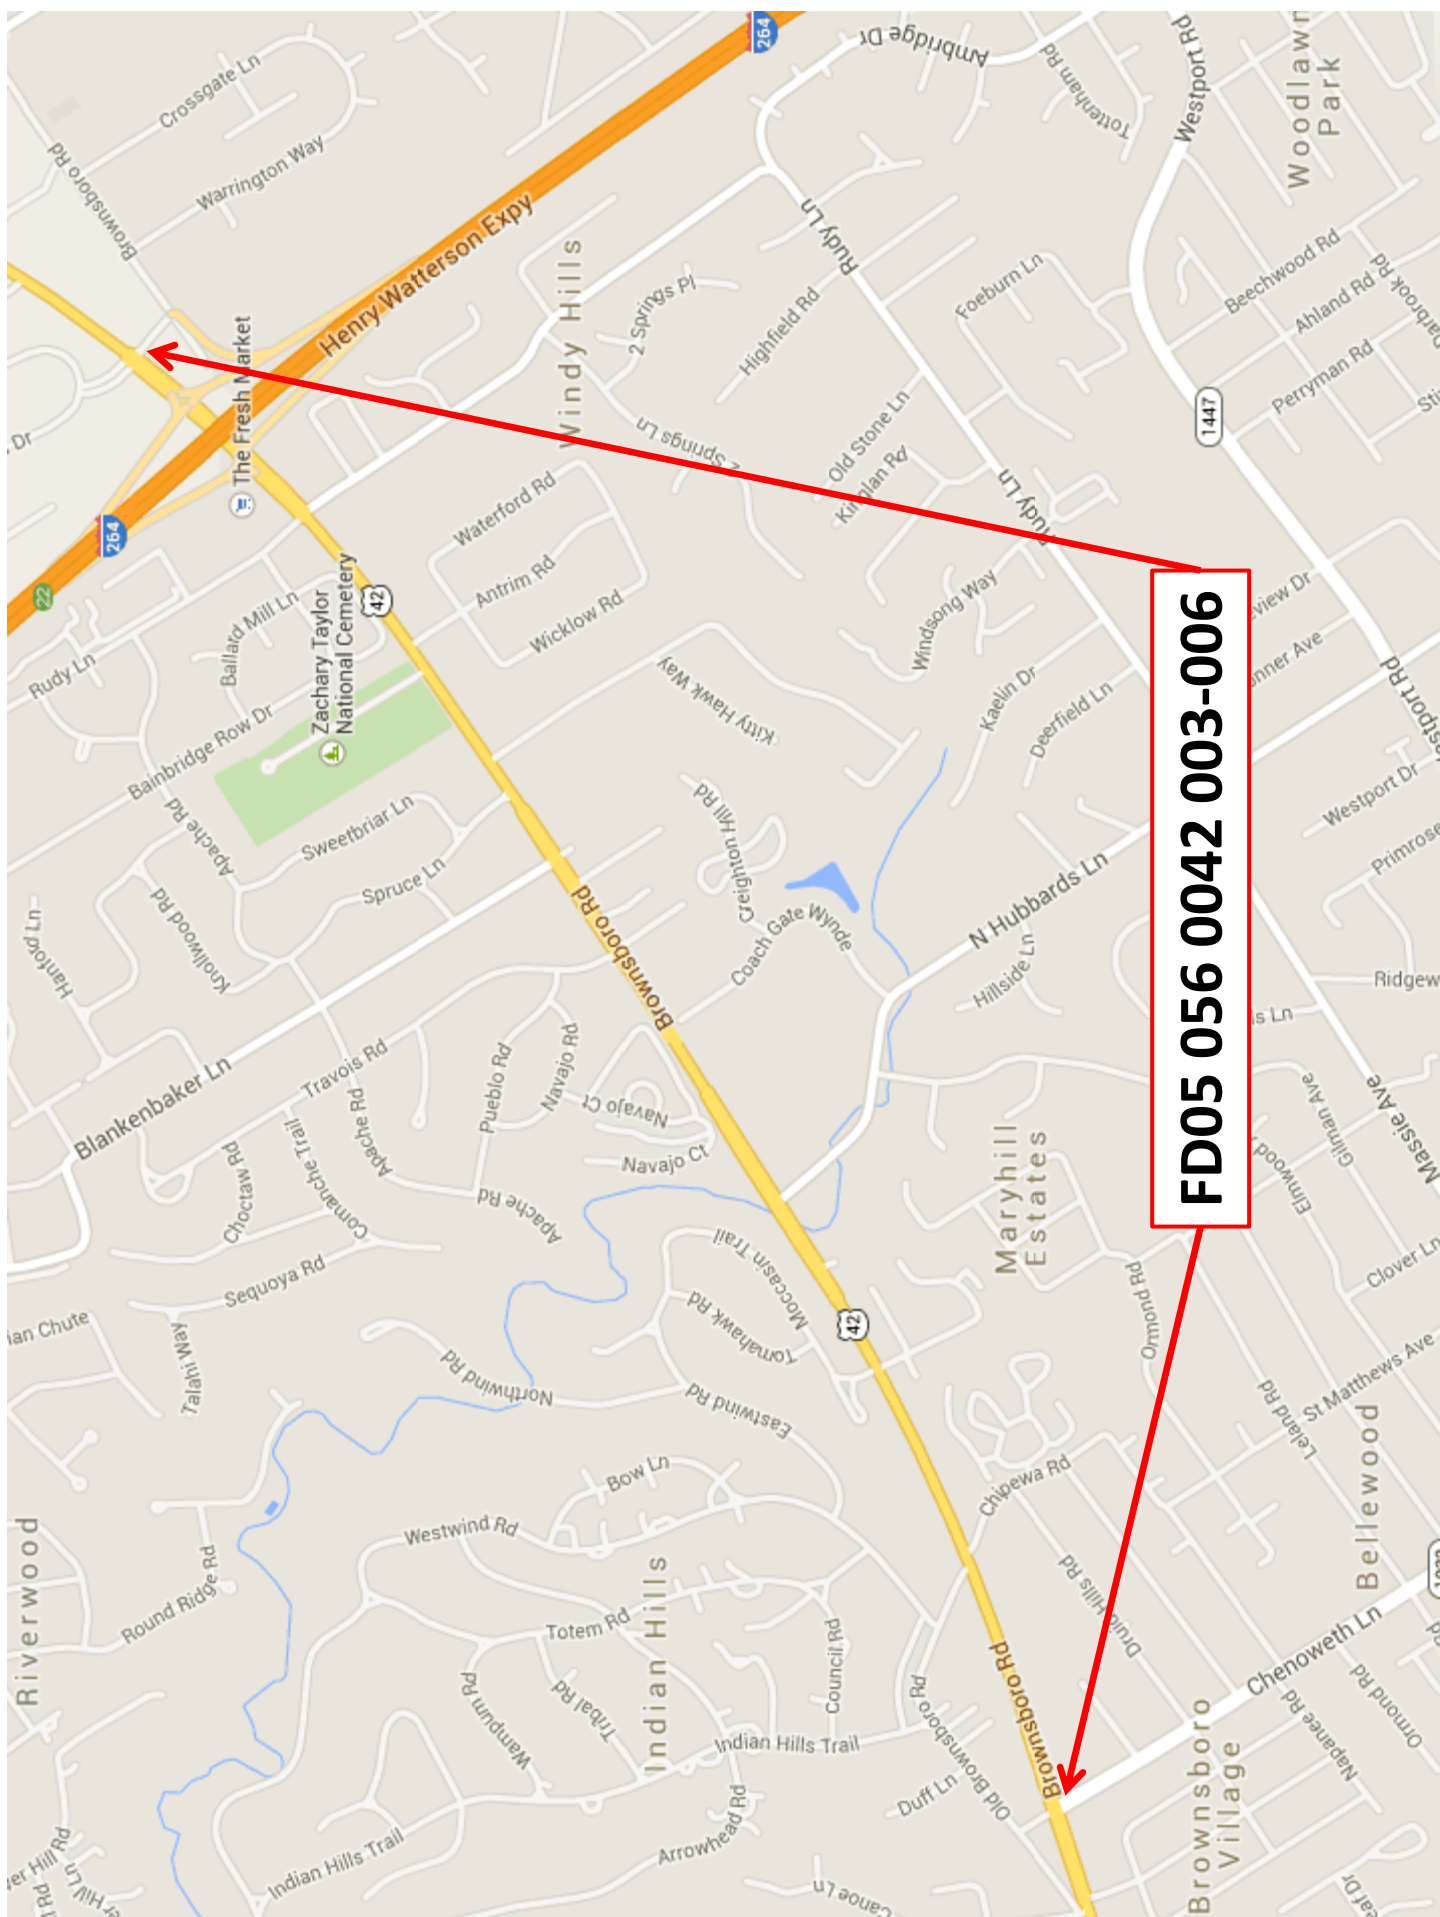 Crossgate Ln
Brownsboro Rd
Warrington Way
264
Ambridge Dr
Tottenham Rd
Westport Rd
Woodlawn
Park
Henry Watterson Expy
The Fresh Market
Windy Hills
2 Springs Pl
Highfield Rd
Rudy Ln
Foeburn Ln
Beechwood Rd
Ahland Rd
Perryman Rd
1447
Dr
264
22
2 Springs Ln
Old Stone Ln
Waterford Rd
Antrim Rd
Wicklow Rd
Rudy Ln
42
Zachary Taylor
National Cemetery
Ballard Mill Ln
Rudy Ln
Bainbridge Row Dr
Apache Rd
Sweetbriar Ln
Spruce Ln
Kitty Hawk Way
Windsong Way
Kaelin Dr
Deerfield Ln
Westport Dr
Hanford Ln
Knollwood Rd
Creighton Hill Rd
Coach Gate Wynde
N Hubbards Ln
Hillside Ln
Brownsboro Rd
Blankenbaker Ln
Travois Rd
Apache Rd
Pueblo Rd
Navajo Rd
Navajo Ct
Navajo Ct
Choctaw Rd
Comanche Trail
Apache Rd
Maryhill
Estates
Gilman Ave
Massie Ave
Sequoya Rd
Talahi Way
Moccasin Trail
Tomahawk Rd
42
Ormond Rd
Clover Ln
St Matthews Ave
Leland Rd
Northwind Rd
Eastwind Rd
Bow Ln
Westwind Rd
Chipewa Rd
Bellewood
Riverwood
Round Ridge Rd
Totem Rd
Indian Hills
Wampum Rd
Tribal Rd
Council Rd
Druid Hills Rd
Chenoweth Ln
Old Brownsboro Rd
Brownsboro Rd
Indian Hills Trail
Duff Ln
Napanee Rd
Ormond Rd
Brownsboro
Village
Arrowhead Rd
Indian Hills Trail
Canoe Ln
FD05 056 0042 003-006